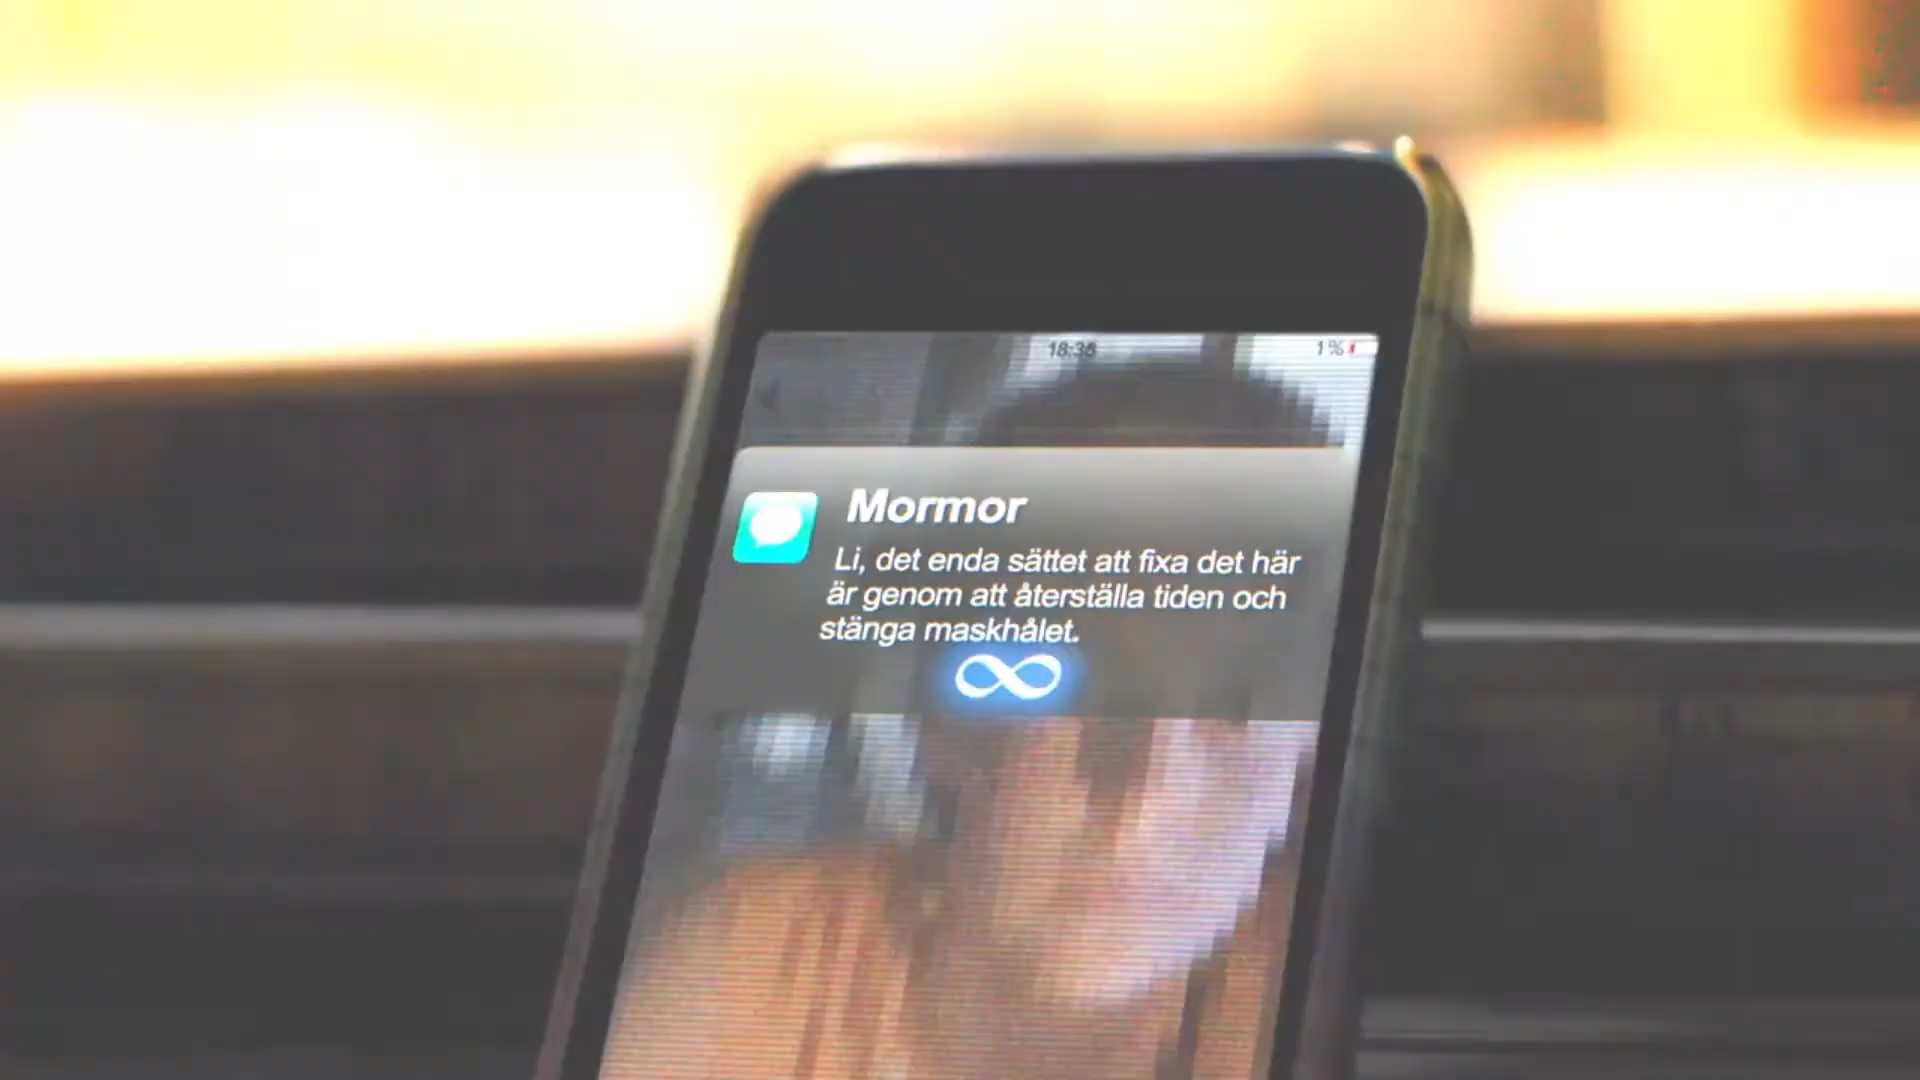 18:36
1%
Mormor
Li, det enda sättet att fixa det här
är genom att återställa tiden och
stänga maskhålet.